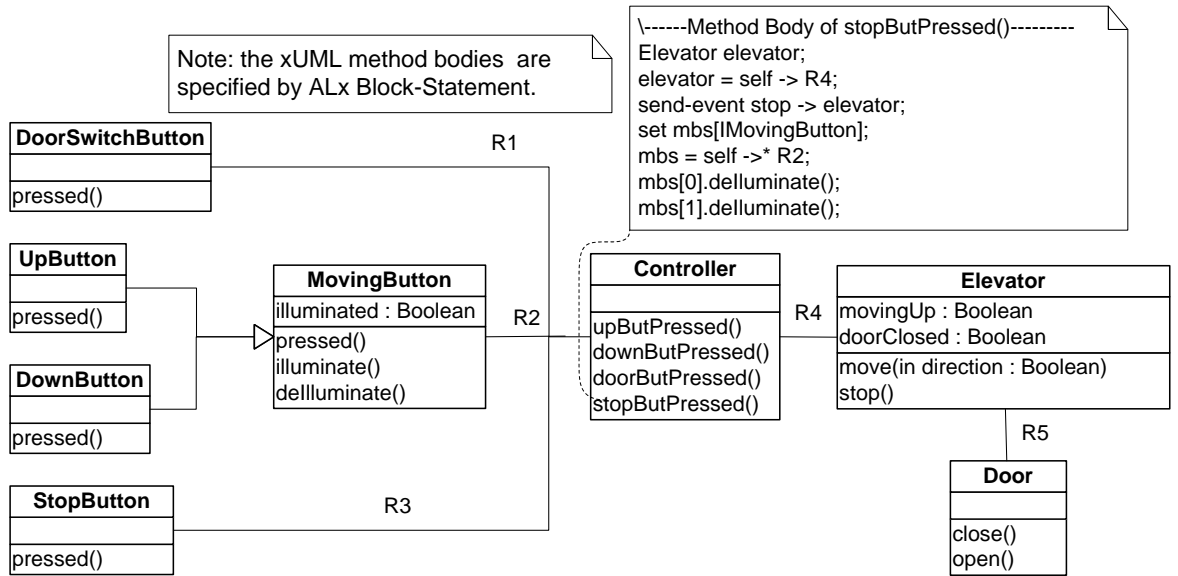 \------Method Body of stopButPressed()---------
Elevator elevator;
elevator = self -> R4;
send-event stop -> elevator;
set mbs[IMovingButton];
mbs = self ->* R2;
mbs[0].deIluminate();
mbs[1].deIluminate();
Note: the xUML method bodies are
specified by ALx Block-Statement.
DoorSwitchButton
pressed()
R1
UpButton
pressed()
DownButton
pressed()
StopButton
pressed()
R3
MovingButton
illuminated : Boolean
pressed()
illuminate()
deIlluminate()
R2
Controller
upButPressed()
downButPressed()
doorButPressed()
stopButPressed()
R4
Elevator
movingUp : Boolean
doorClosed : Boolean
move(in direction : Boolean)
stop()
R5
Door
close()
open()